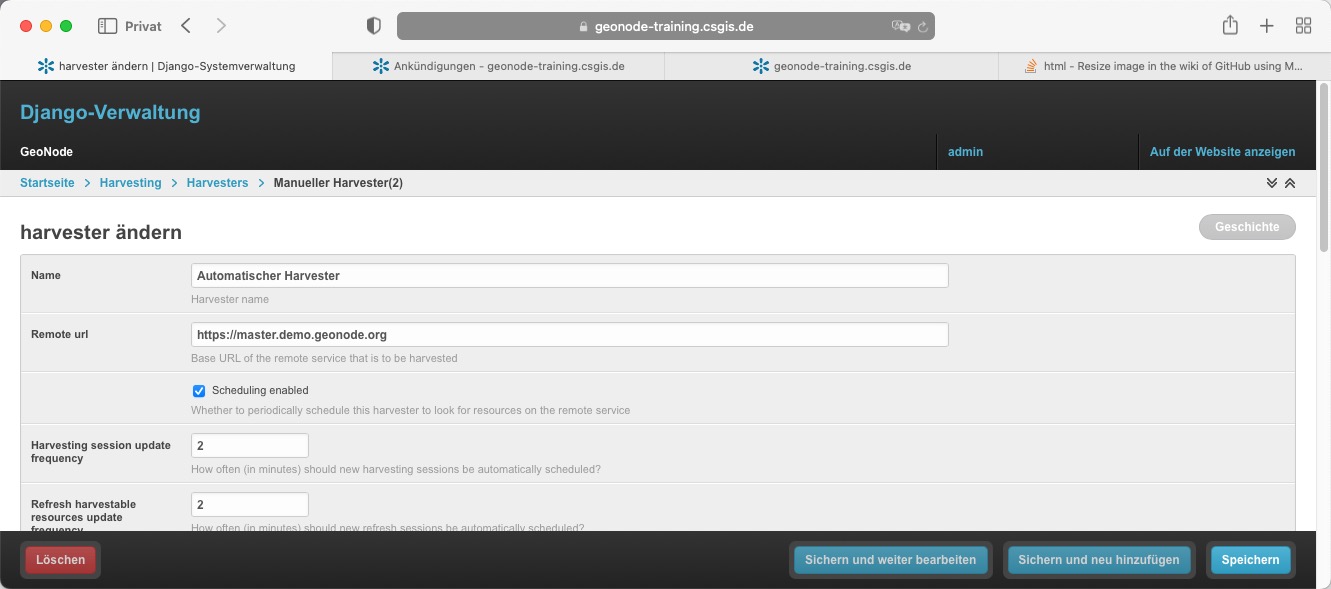 Privat
geonode-training.csgis.de
harvester ändern | Django-Systemverwaltung
Ankündigungen - geonode-training.csgis.de
geonode-training.csgis.de
html - Resize image in the wiki of GitHub using M...
Django-Verwaltung
GeoNode
admin
Auf der Website anzeigen
Startseite > Harvesting > Harvesters > Manueller Harvester(2)
harvester ändern
Geschichte
Name
Automatischer Harvester
Harvester name
Remote url
https://master.demo.geonode.org
Base URL of the remote service that is to be harvested
Scheduling enabled
Whether to periodically schedule this harvester to look for resources on the remote service
Harvesting session update
frequency
2
How often (in minutes) should new harvesting sessions be automatically scheduled?
Refresh harvestable
resources update
frequency
2
How often (in minutes) should new refresh sessions be automatically scheduled?
Löschen
Sichern und weiter bearbeiten
Sichern und neu hinzufügen
Speichern